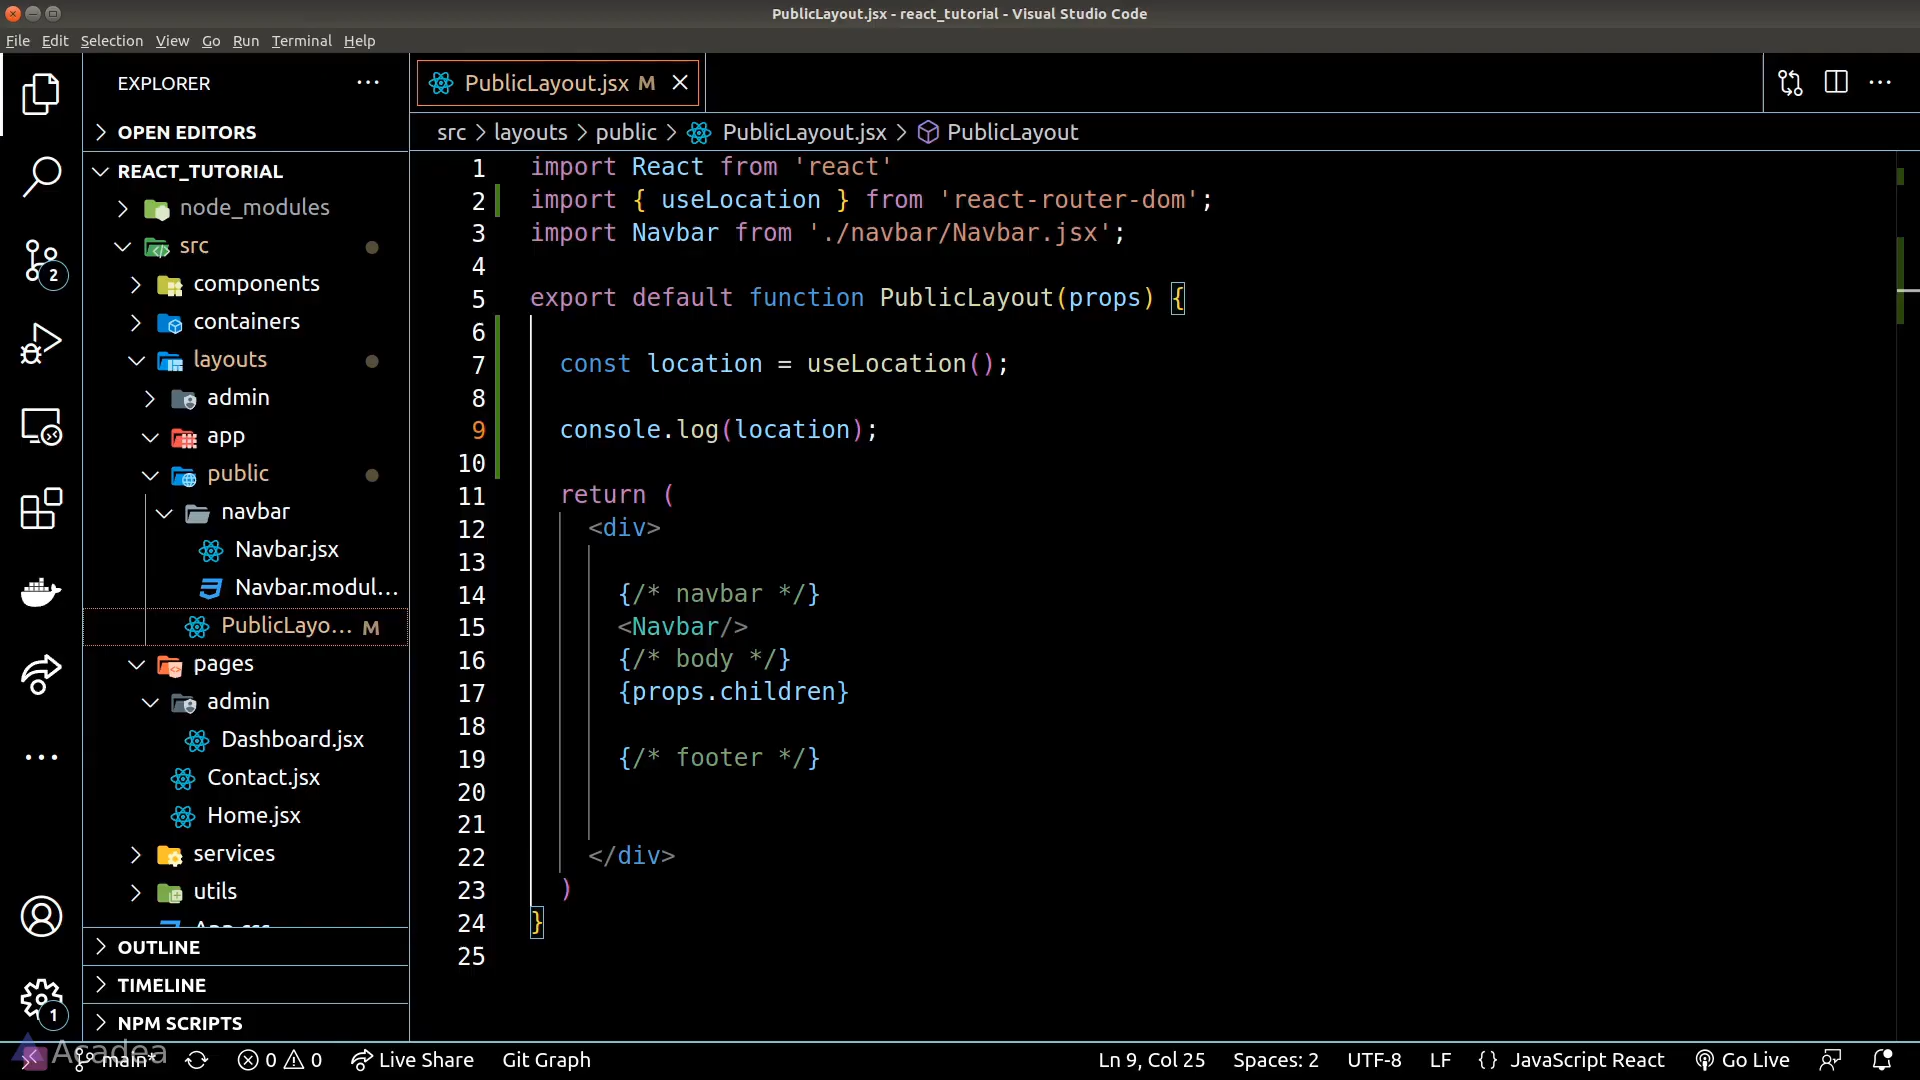 PublicLayout.jsx - react_tutorial - Visual Studio Code
File Edit Selection View Go Run Terminal Help
EXPLORER
OPEN EDITORS
REACT_TUTORIAL
node_modules
src
components
containers
layouts
admin
app
public
navbar
Navbar.jsx
Navbar.modul...
PublicLayo... M
pages
admin
Dashboard.jsx
Contact.jsx
Home.jsx
services
utils
App.css
OUTLINE
TIMELINE
NPM SCRIPTS
2
1
PublicLayout.jsx M
src > layouts > public > PublicLayout.jsx > PublicLayout
1 import React from 'react'
2 import { useLocation } from 'react-router-dom';
3 import Navbar from './navbar/Navbar.jsx';
4
5 export default function PublicLayout(props) {
6
7 const location = useLocation();
8
9 console.log(location);
10
11 return (
12 <div>
13
14 {/* navbar */}
15 <Navbar/>
16 {/* body */}
17 {props.children}
18
19 {/* footer */}
20
21
22 </div>
23 )
24 }
25
Acadea
main* 0 0 Live Share Git Graph Ln 9, Col 25 Spaces: 2 UTF-8 LF {} JavaScript React Go Live